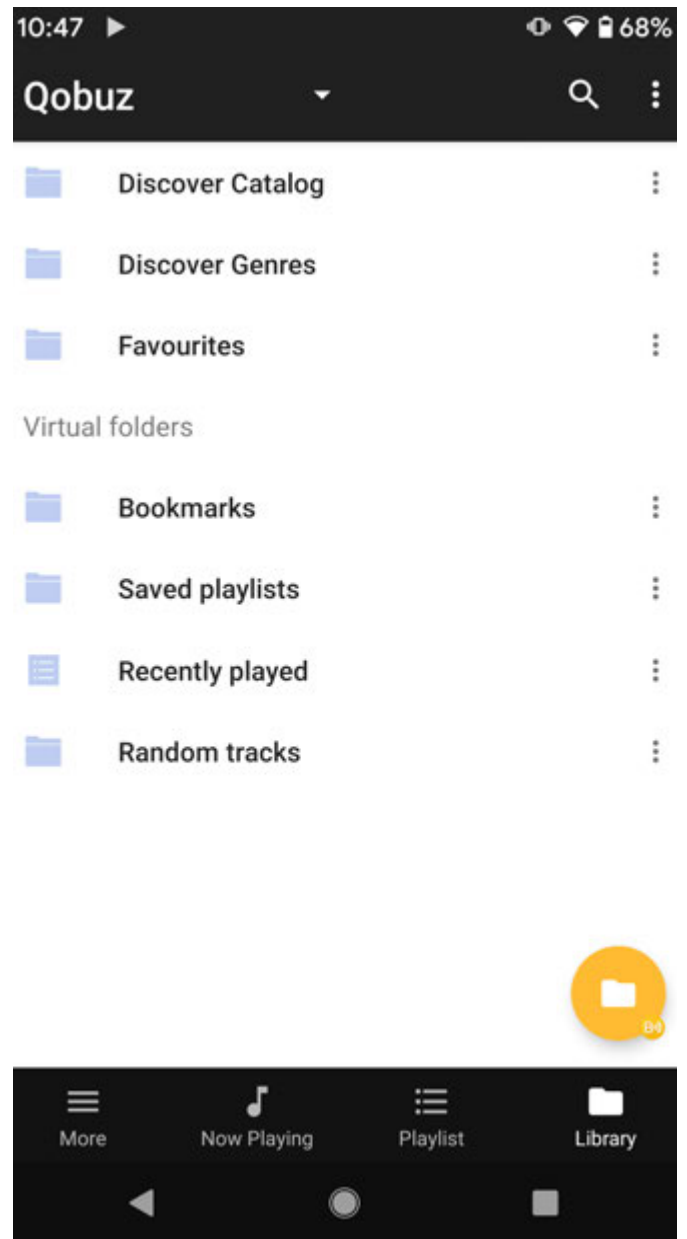 10:47
68%
Qobuz
Discover Catalog
Discover Genres
Favourites
Virtual folders
Bookmarks
Saved playlists
Recently played
Random tracks
More
Now Playing
Playlist
Library